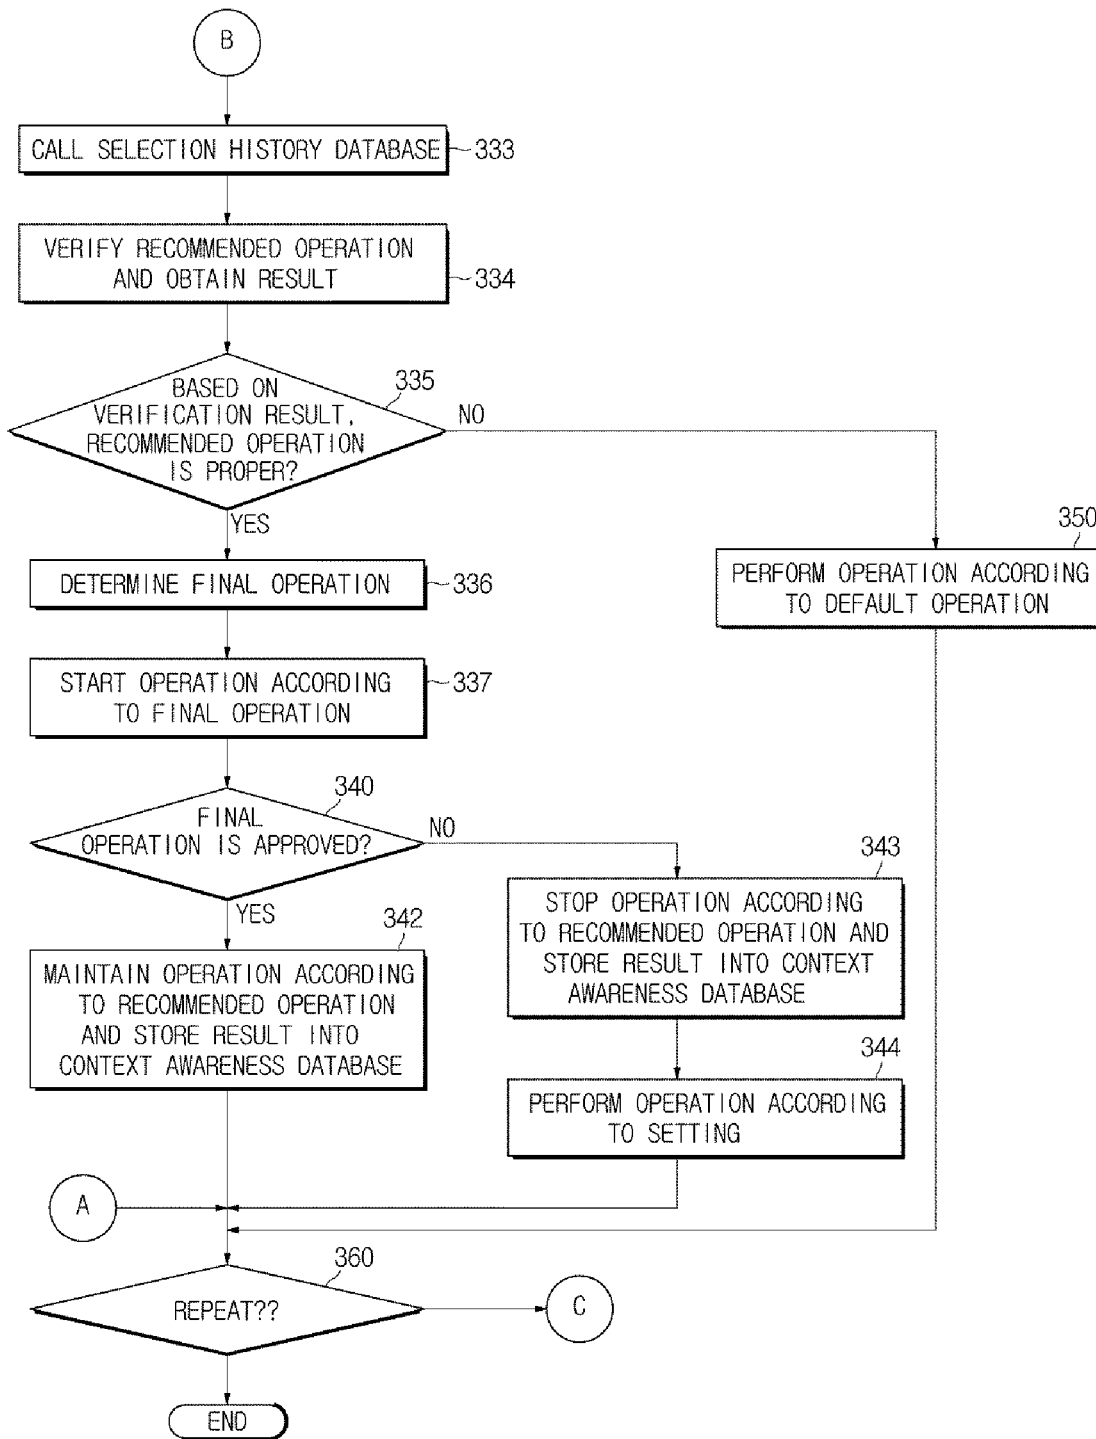 B
CALL SELECTION HISTORY DATABASE
333
VERIFY RECOMMENDED OPERATION
AND OBTAIN RESULT
334
BASED ON
VERIFICATION RESULT,
RECOMMENDED OPERATION
IS PROPER?
335
NO
YES
350
PERFORM OPERATION ACCORDING
TO DEFAULT OPERATION
DETERMINE FINAL OPERATION
336
START OPERATION ACCORDING
TO FINAL OPERATION
337
340
FINAL
OPERATION IS APPROVED?
NO
YES
343
STOP OPERATION ACCORDING
TO RECOMMENDED OPERATION AND
STORE RESULT INTO CONTEXT
AWARENESS DATABASE
342
MAINTAIN OPERATION ACCORDING
TO RECOMMENDED OPERATION
AND STORE RESULT INTO
CONTEXT AWARENESS DATABASE
344
PERFORM OPERATION ACCORDING
TO SETTING
A
360
REPEAT??
C
END